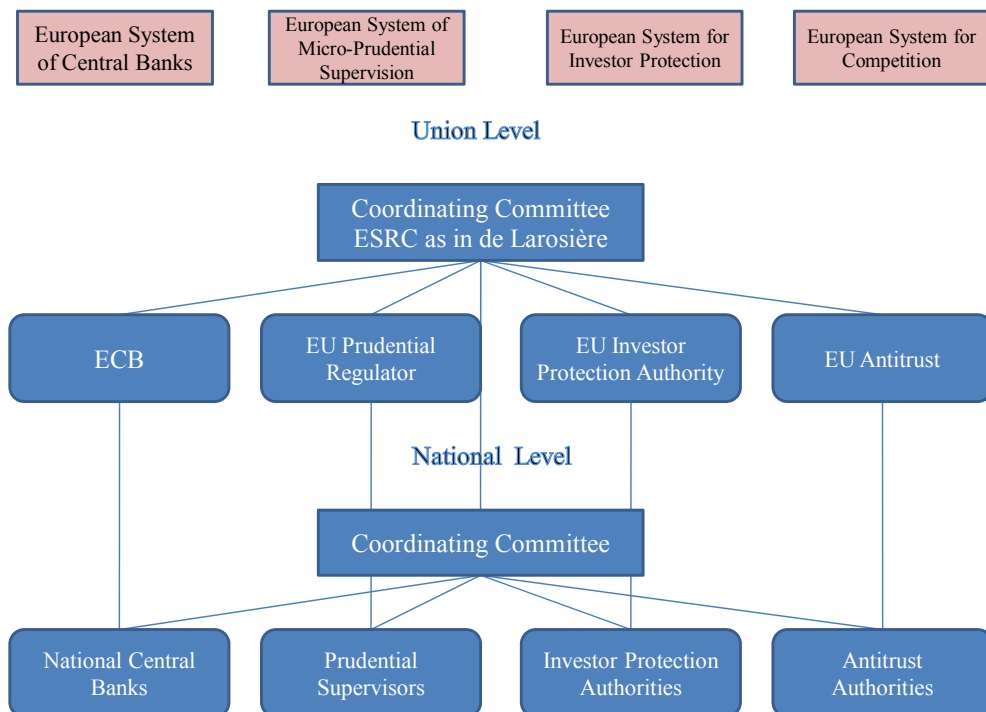 European System
of Central Banks
European System of
Micro-Prudential
Supervision
European System for
Investor Protection
European System for
Competition
Union Level
Coordinating Committee
ESRC as in de Larosière
ECB
EU Prudential
Regulator
EU Investor
Protection Authority
EU Antitrust
National Level
Coordinating Committee
National Central
Banks
Prudential
Supervisors
Investor Protection
Authorities
Antitrust
Authorities